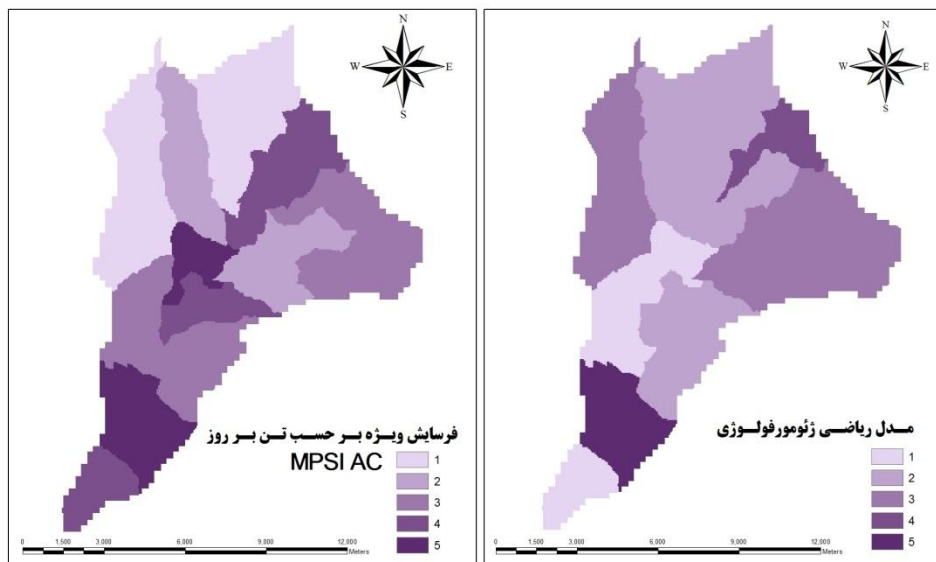 N
W E
S
فرسایش ویژه بر حسب تن بر روز
MPSI AC
1
2
3
4
5
0 1,500 3,000 6,000 9,000 12,000
Meters
N
W E
S
مدل ریاضی ژئومورفولوژی
1
2
3
4
5
0 1,500 3,000 6,000 9,000 12,000
Meters